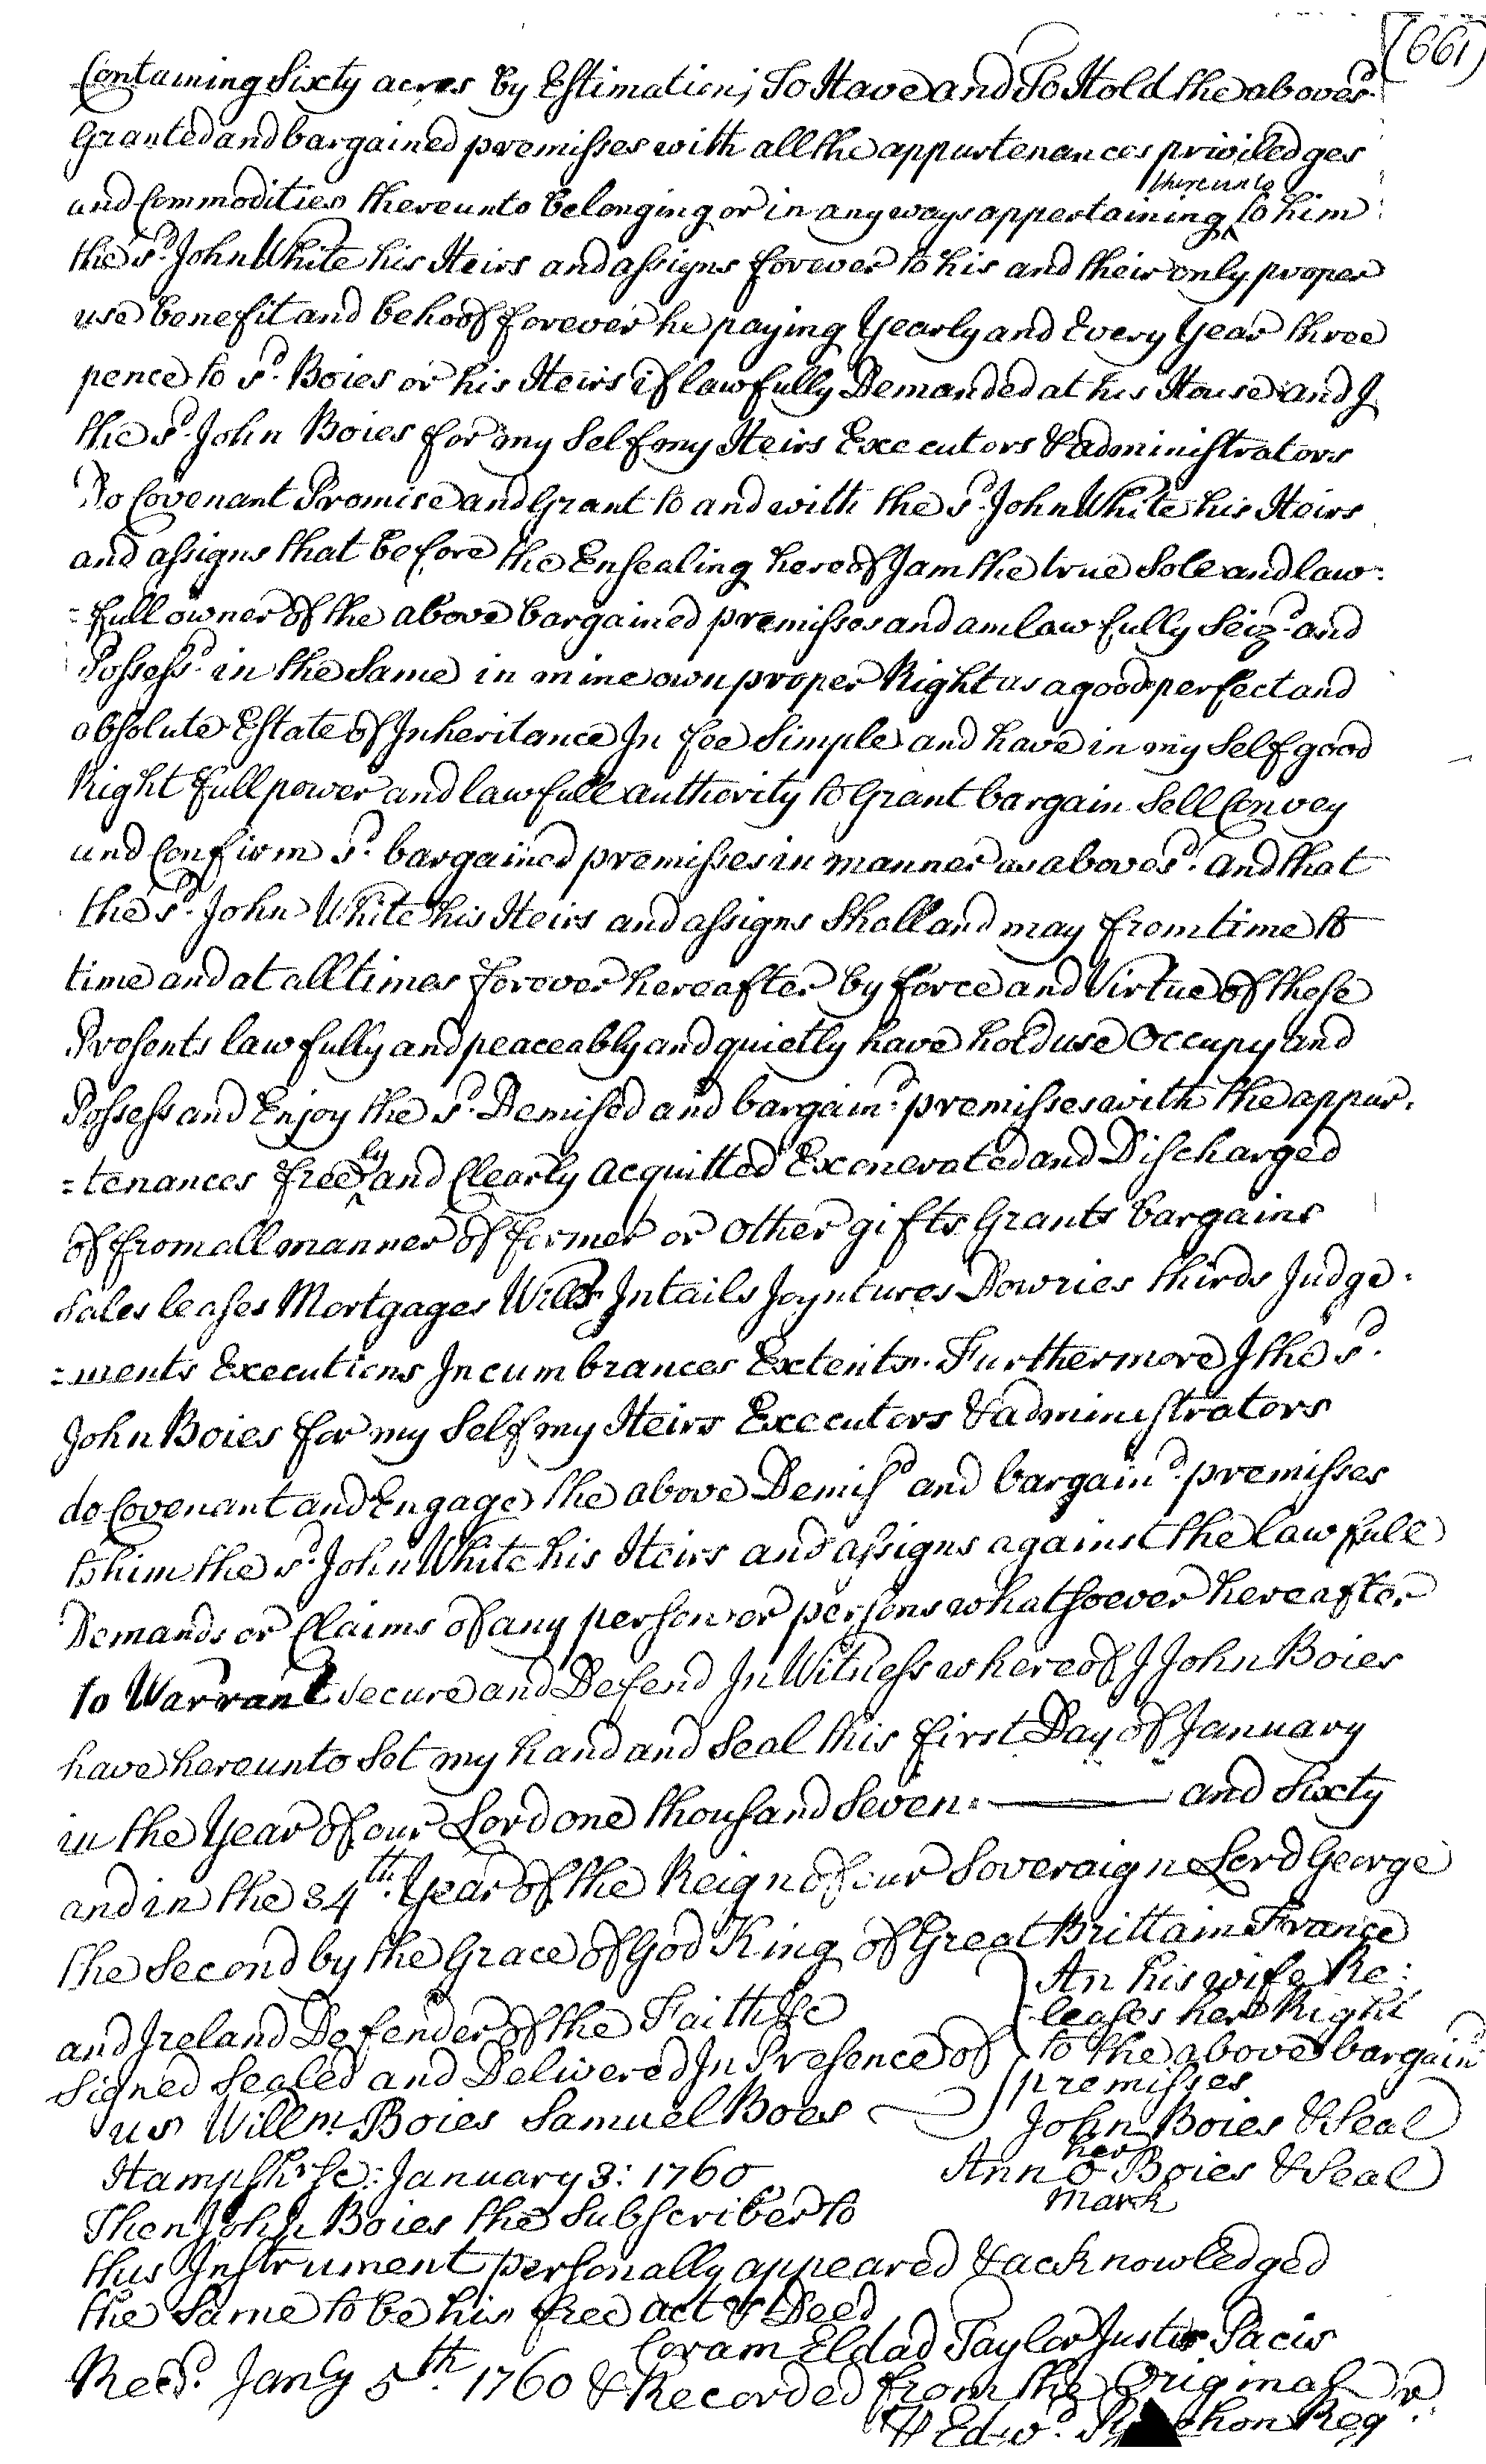 (661)
Containing Sixty acres by Estimation; To Have and To Hold the aboves.d
Granted and bargained premisses with all the appurtenances priviledges
and Commodities thereunto belonging or in any ways appertaining thereunto to him
the s.d John White his Heirs and assigns forever to his and their only proper
use benefit and behoof forever he paying Yearly and Every Year three
pence to s.d Boies or his Heirs if lawfully Demanded at his House and I
the s.d John Boies for my Self my Heirs Executors & administrators
Do Covenant Promise and Grant to and with the s.d John White his Heirs
and assigns that before the Ensealing hereof I am the true Sole and law:
=full owner of the above bargained premisses and am lawfully Seiz.d and
Possess.d in the Same in mine own proper Right as a good perfect and
absolute Estate of Inheritance In fee Simple and have in my Self good
Right full power and lawfull authority to Grant bargain Sell Convey
and Confirm s.d bargained premisses in manner as aboves.d and that
the s.d John White his Heirs and assigns Shall and may from time to
time and at all times forever hereafter by force and Virtue of these
Presents lawfully and peaceably and quietly have hold use Occupy and
Possess and Enjoy the s.d Demised and bargain.d premisses with the appur.
=tenances freely and Clearly acquitted Exonerated and Discharged
of from all manner of former or Other gifts Grants bargains
Sales leases Mortgages Wills Intails Joyntures Dowries thirds Judge.
=ments Executions Incumbrances Extents. Furthermore I the s.d
John Boies for my Self my Heirs Executors & administrators
do Covenant and Engage the above Demis.d and bargain.d premisses
to him the s.d John White his Heirs and assigns against the lawfull
Demands or Claims of any person or persons whatsoever hereafter
to Warrant Secure and Defend In Witness whereof I John Boies
have hereunto Set my hand and Seal this first Day of January
in the Year of our Lord one thousand Seven = —— and Sixty
and in the 34th. Year of the Reign of our Soveraign Lord George
the Second by the Grace of God King of Great Brittain France
and Ireland Defender of the Faith &c
Signed Sealed and Delivered In Presence of
us Willm. Boies Samuel Boes
An his wife Re:
leases her Right
to the above bargain.d
premisses
John Boies & Seal
Ann her O mark Boies & Seal
Hampshr. Sc: January 3: 1760
Then John Boies the Subscriber to
this Instrument personally appeared & acknowledged
the Same to be his free act & Deed
Coram Eldad Taylor Justis Pacis
Rec.d Jan'y 5th. 1760 & Recorded from the Original
P Edw.d Regr.